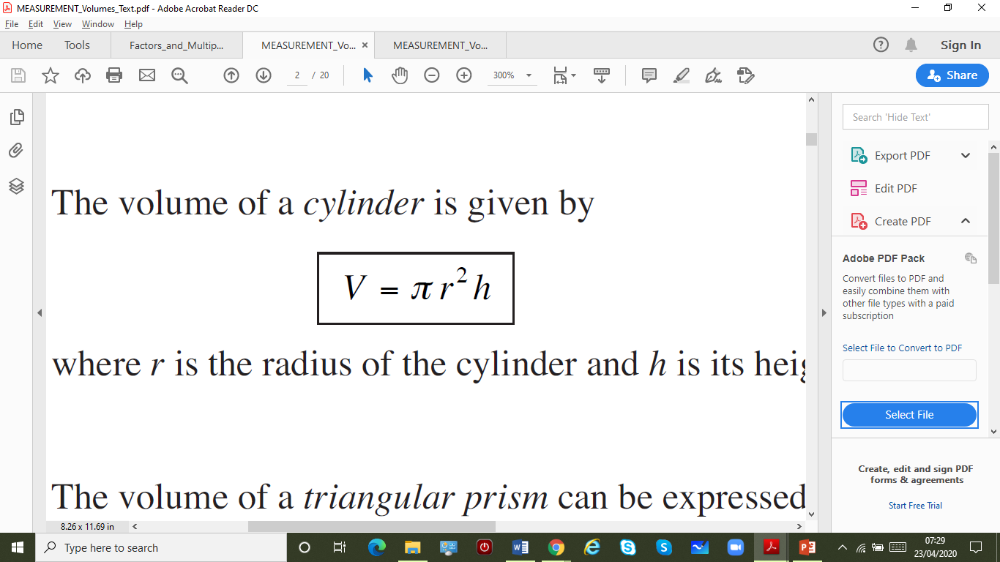 MEASUREMENT_Volumes_Text.pdf - Adobe Acrobat Reader DC
File Edit View Window Help
Home Tools Factors_and_Multip... MEASUREMENT_Vo... × MEASUREMENT_Vo... Sign In
2 / 20 300% Share
Search 'Hide Text'
Export PDF
Edit PDF
Create PDF
Adobe PDF Pack
Convert files to PDF and
easily combine them with
other file types with a paid
subscription
Select File to Convert to PDF
Select File
Create, edit and sign PDF
forms & agreements
Start Free Trial
The volume of a cylinder is given by
V = π r² h
where r is the radius of the cylinder and h is its heig
The volume of a triangular prism can be expressed
8.26 x 11.69 in
Type here to search
07:29
23/04/2020